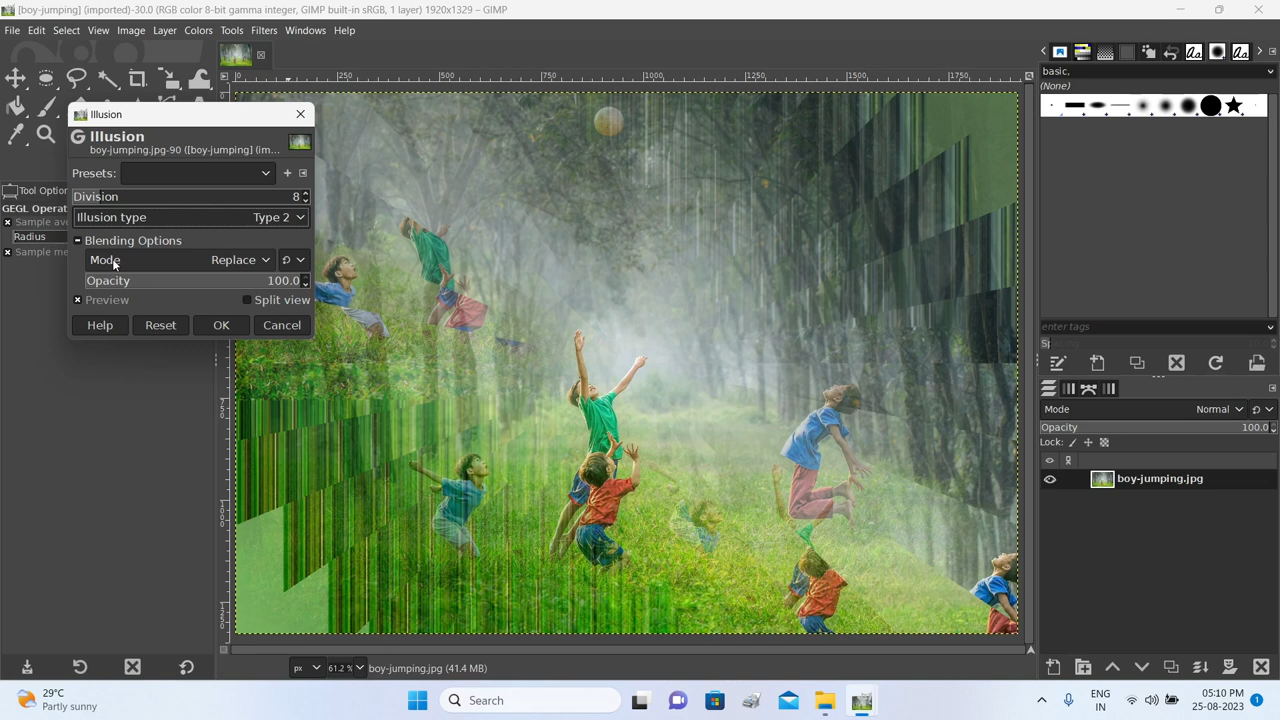 [boy-jumping] (imported)-30.0 (RGB color 8-bit gamma integer, GIMP built-in sRGB, 1 layer) 1920x1329 – GIMP
File Edit Select View Image Layer Colors Tools Filters Windows Help
0 250 500 750 1000 1250 1500 1750
basic.
(None)
Illusion
Illusion
boy-jumping.jpg-90 ([boy-jumping] (im...
Presets:
Tool Option
Division 8
GEGL Operat
Illusion type Type 2
Sample ave
Radius
Blending Options
Sample me
Mode Replace
Opacity 100.0
Preview Split view
Help Reset OK Cancel
enter tags
Mode Normal
Opacity 100.0
Lock:
boy-jumping.jpg
px 61.2 % boy-jumping.jpg (41.4 MB)
29°C
Partly sunny
Search
ENG
IN
05:10 PM
25-08-2023
1